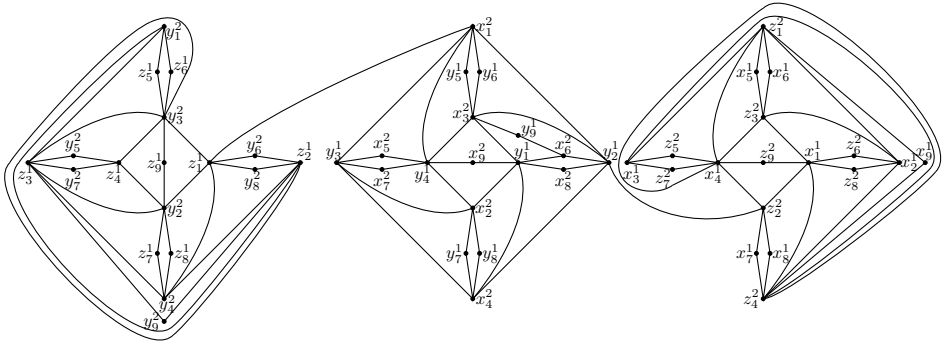 y_1^2 x_1^2 z_1^2
z_5^1 z_6^1 y_5^1 y_6^1 x_5^1 x_6^1
y_3^2 x_3^2 y_9^1 z_3^2
y_5^2 z_9^1 z_1^1 y_6^2 z_2^1 y_3^1 x_5^2 x_9^2 y_1^1 x_6^2 y_2^1 z_5^2 z_9^2 x_1^1 z_6^2 x_2^1 x_9^1
z_3^1 y_7^2 z_4^1 y_8^2 x_7^2 y_4^1 x_8^2 x_3^1 z_7^2 x_4^1 z_8^2
y_2^2 x_2^2 z_2^2
z_7^1 z_8^1 y_7^1 y_8^1 x_7^1 x_8^1
y_4^2 x_4^2 z_4^2
y_9^2